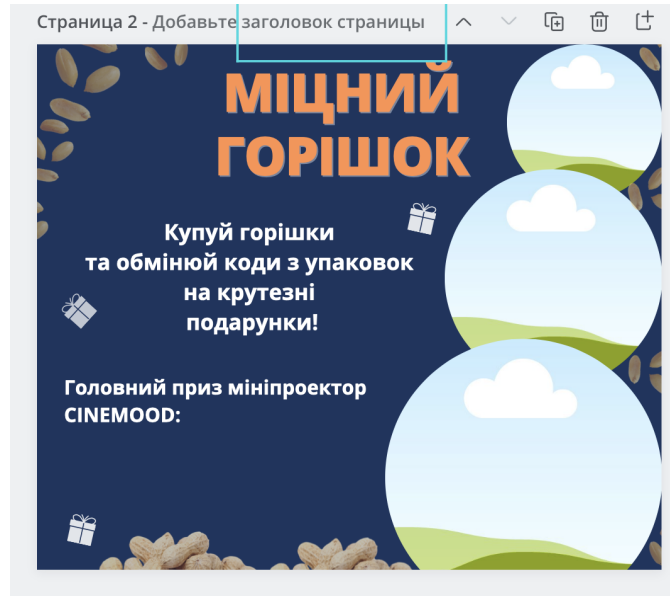 Страница 2 - Добавьте заголовок страницы
МІЦНИЙ
ГОРІШОК
Купуй горішки
та обмінюй коди з упаковок
на крутезні
подарунки!
Головний приз мініпроектор
CINEMOOD: